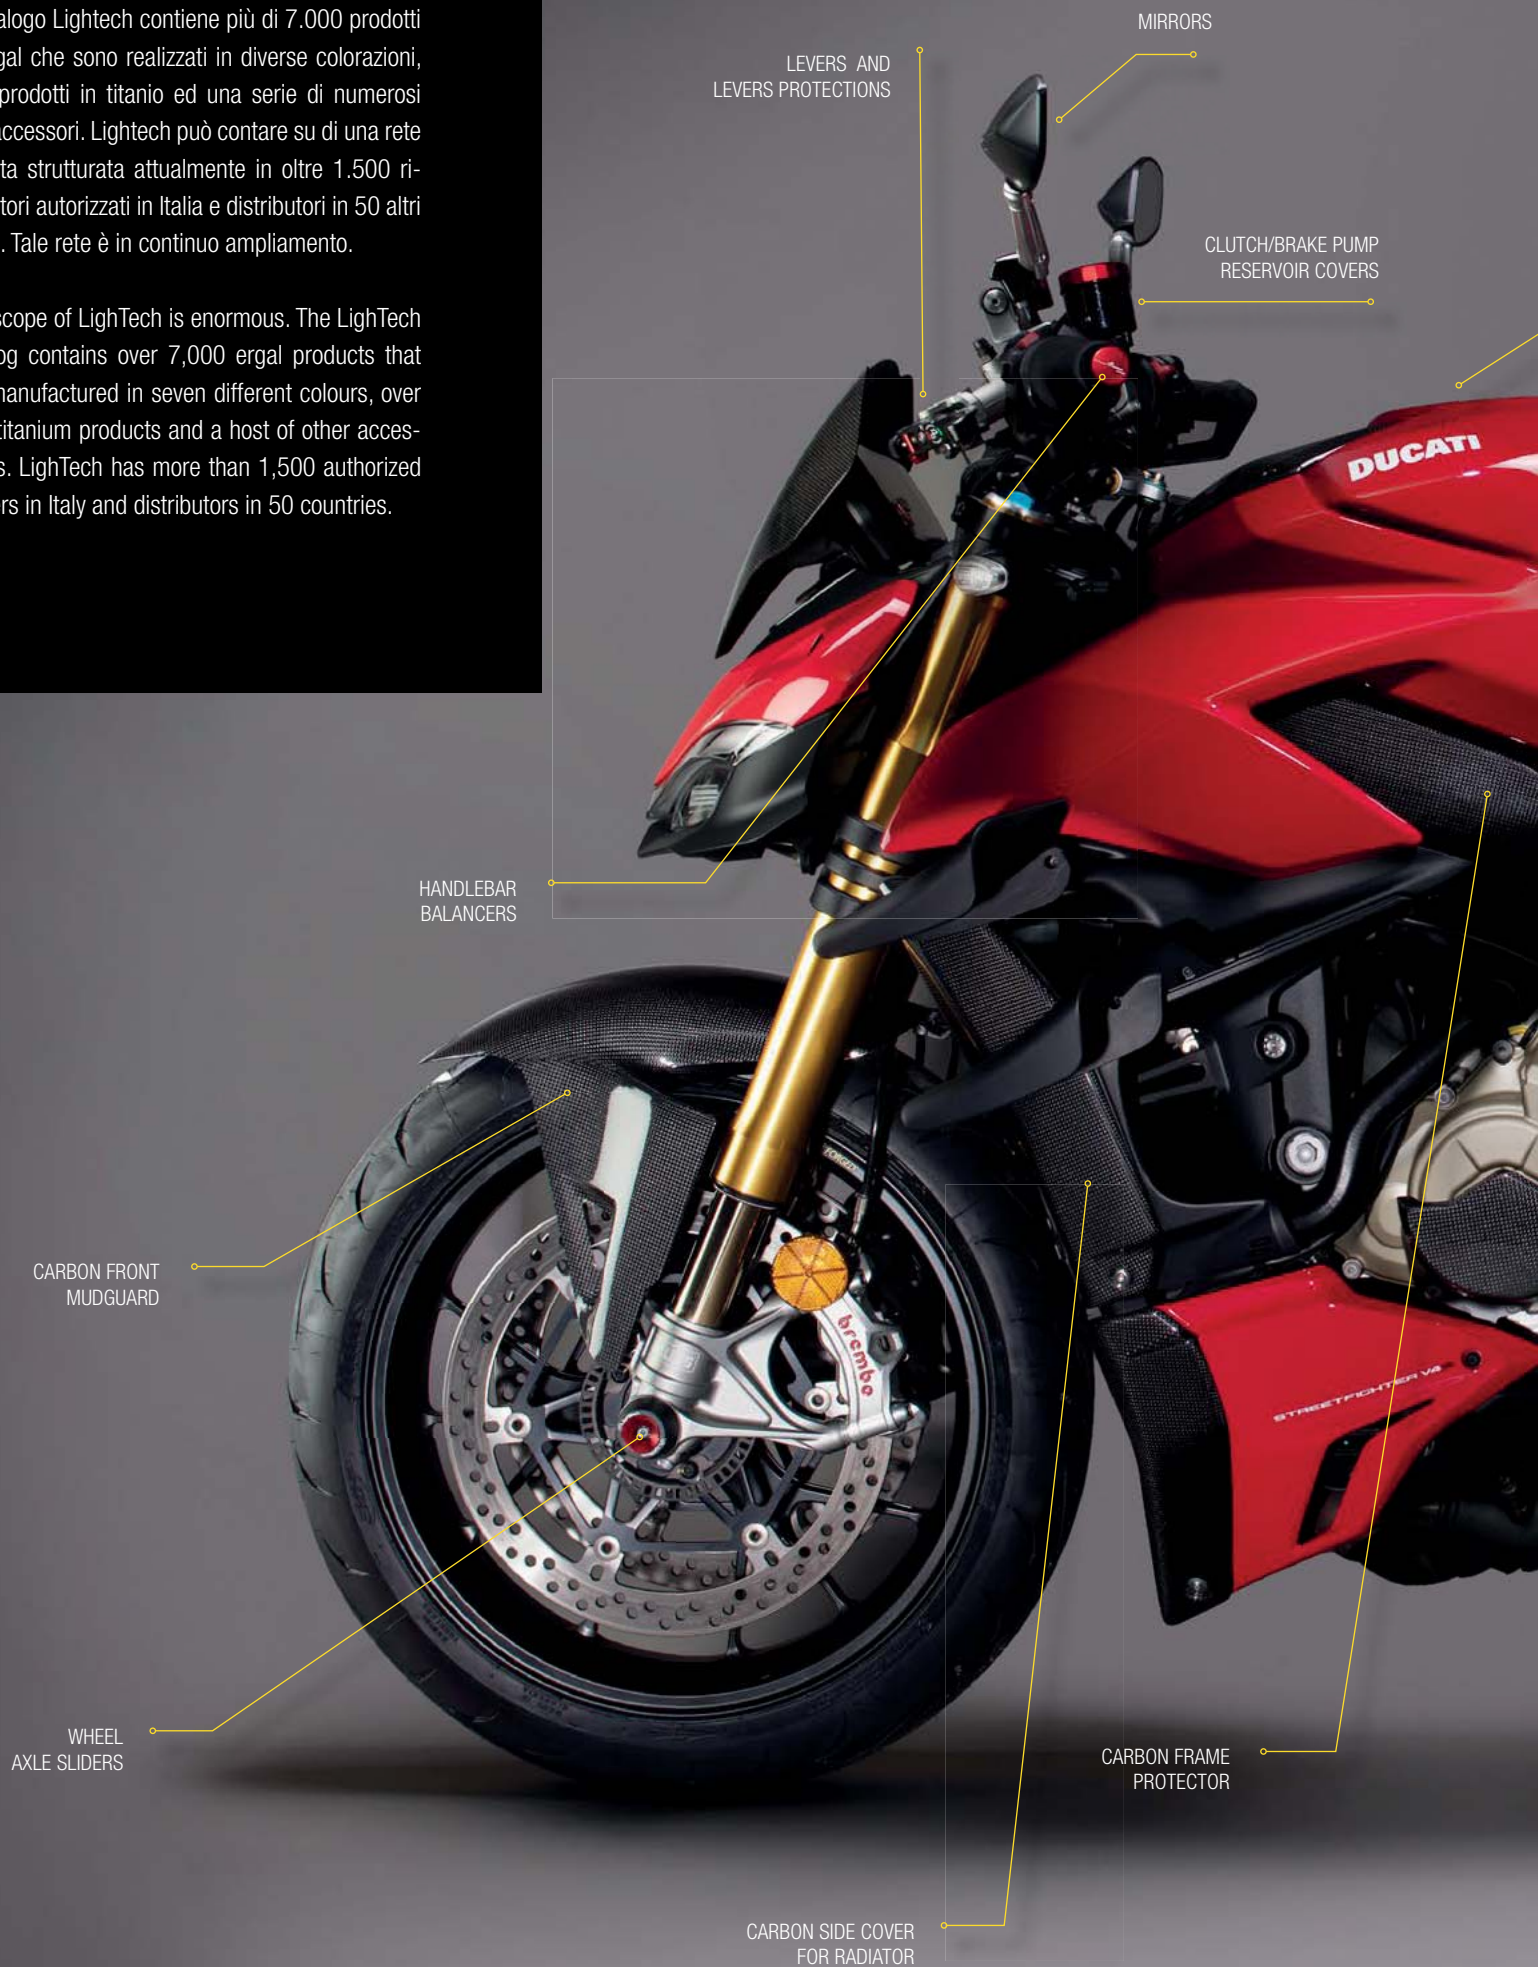 alogo Lightech contiene più di 7.000 prodotti
gal che sono realizzati in diverse colorazioni,
prodotti in titanio ed una serie di numerosi
accessori. Lightech può contare su di una rete
ta strutturata attualmente in oltre 1.500 ri-
tori autorizzati in Italia e distributori in 50 altri
. Tale rete è in continuo ampliamento.
scope of LighTech is enormous. The LighTech
og contains over 7,000 ergal products that
manufactured in seven different colours, over
titanium products and a host of other acces-
s. LighTech has more than 1,500 authorized
ers in Italy and distributors in 50 countries.
MIRRORS
LEVERS AND
LEVERS PROTECTIONS
CLUTCH/BRAKE PUMP
RESERVOIR COVERS
DUCATI
HANDLEBAR
BALANCERS
CARBON FRONT
MUDGUARD
brembo
STREETFIGHTER V4
WHEEL
AXLE SLIDERS
CARBON FRAME
PROTECTOR
CARBON SIDE COVER
FOR RADIATOR